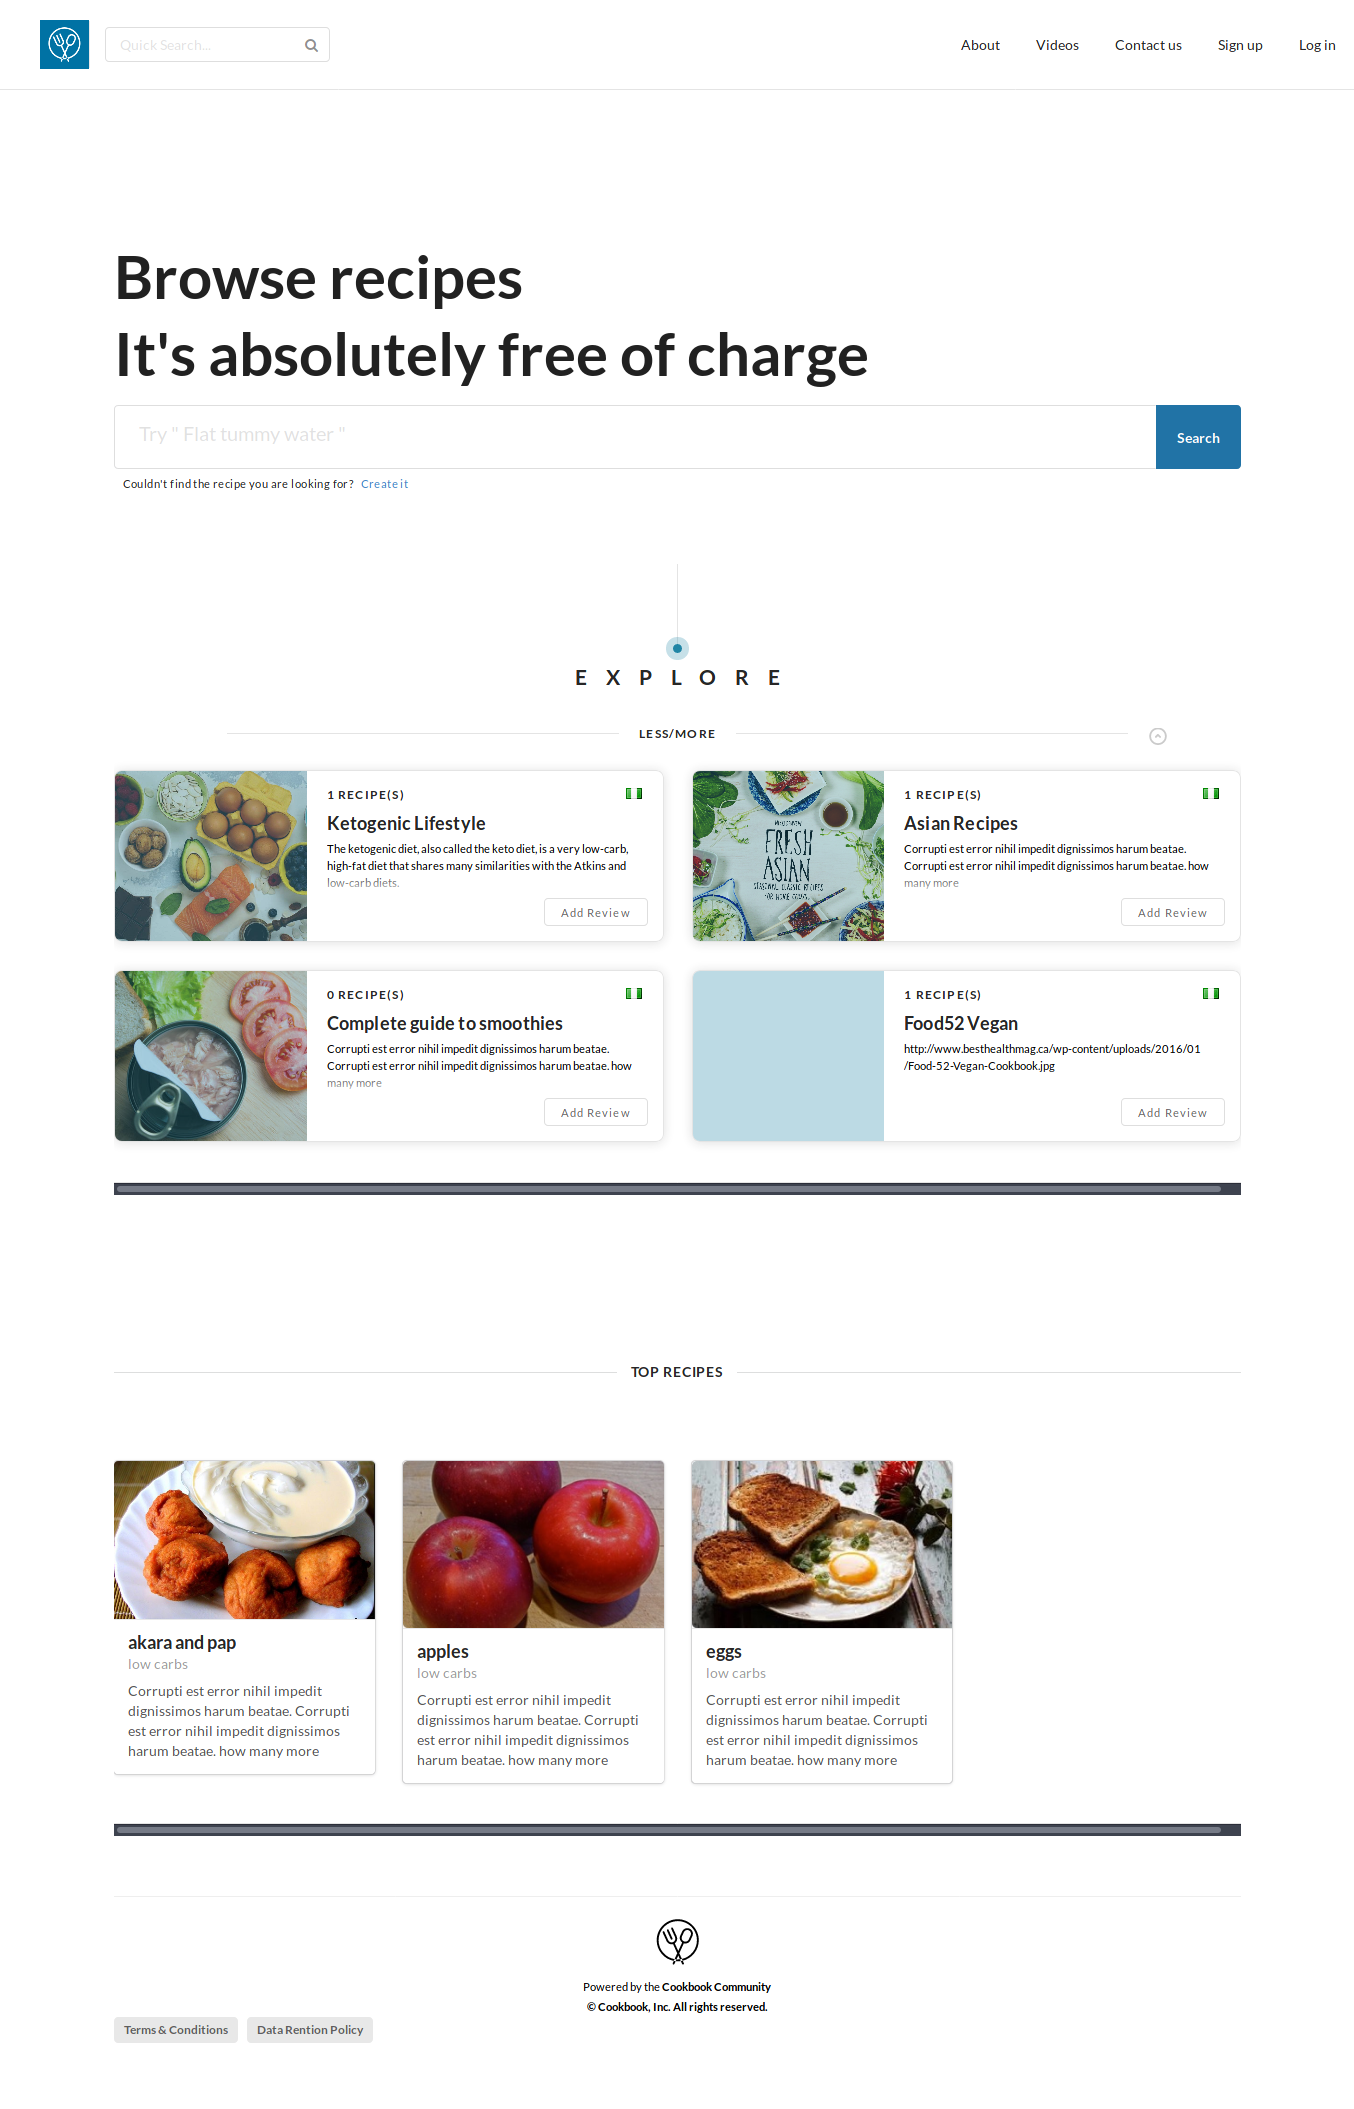 Quick Search...
About
Videos
Contact us
Sign up
Log in
Browse recipes
It's absolutely free of charge
Try " Flat tummy water "
Search
Couldn't find the recipe you are looking for? Create it
EXPLORE
LESS/MORE
1 RECIPE(S)
Ketogenic Lifestyle
The ketogenic diet, also called the keto diet, is a very low-carb,
high-fat diet that shares many similarities with the Atkins and
low-carb diets.
Add Review
FRESH
ASIAN
SEASONAL CLASSIC RECIPES
FOR HOME COOKS
1 RECIPE(S)
Asian Recipes
Corrupti est error nihil impedit dignissimos harum beatae.
Corrupti est error nihil impedit dignissimos harum beatae. how
many more
Add Review
0 RECIPE(S)
Complete guide to smoothies
Corrupti est error nihil impedit dignissimos harum beatae.
Corrupti est error nihil impedit dignissimos harum beatae. how
many more
Add Review
1 RECIPE(S)
Food52 Vegan
http://www.besthealthmag.ca/wp-content/uploads/2016/01
/Food-52-Vegan-Cookbook.jpg
Add Review
TOP RECIPES
akara and pap
low carbs
Corrupti est error nihil impedit
dignissimos harum beatae. Corrupti
est error nihil impedit dignissimos
harum beatae. how many more
apples
low carbs
Corrupti est error nihil impedit
dignissimos harum beatae. Corrupti
est error nihil impedit dignissimos
harum beatae. how many more
eggs
low carbs
Corrupti est error nihil impedit
dignissimos harum beatae. Corrupti
est error nihil impedit dignissimos
harum beatae. how many more
Powered by the Cookbook Community
© Cookbook, Inc. All rights reserved.
Terms & Conditions
Data Rention Policy